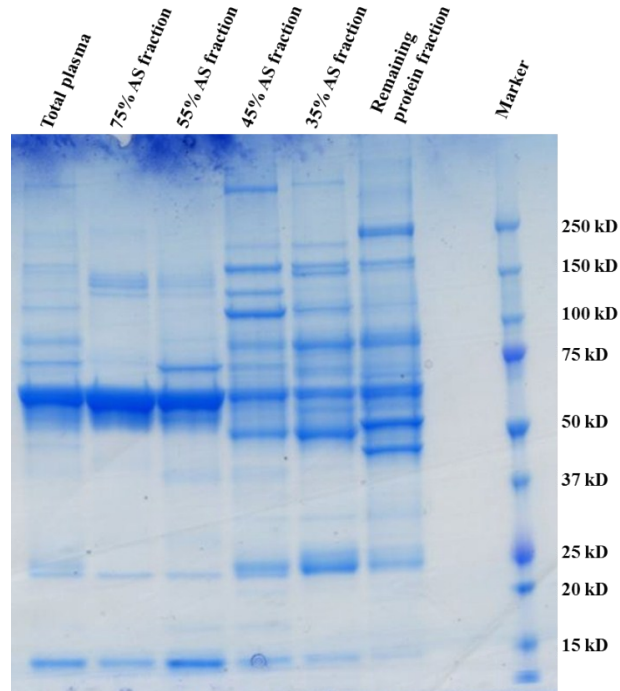 Total plasma
75% AS fraction
55% AS fraction
45% AS fraction
35% AS fraction
Remaining
protein fraction
Marker
250 kD
150 kD
100 kD
75 kD
50 kD
37 kD
25 kD
20 kD
15 kD